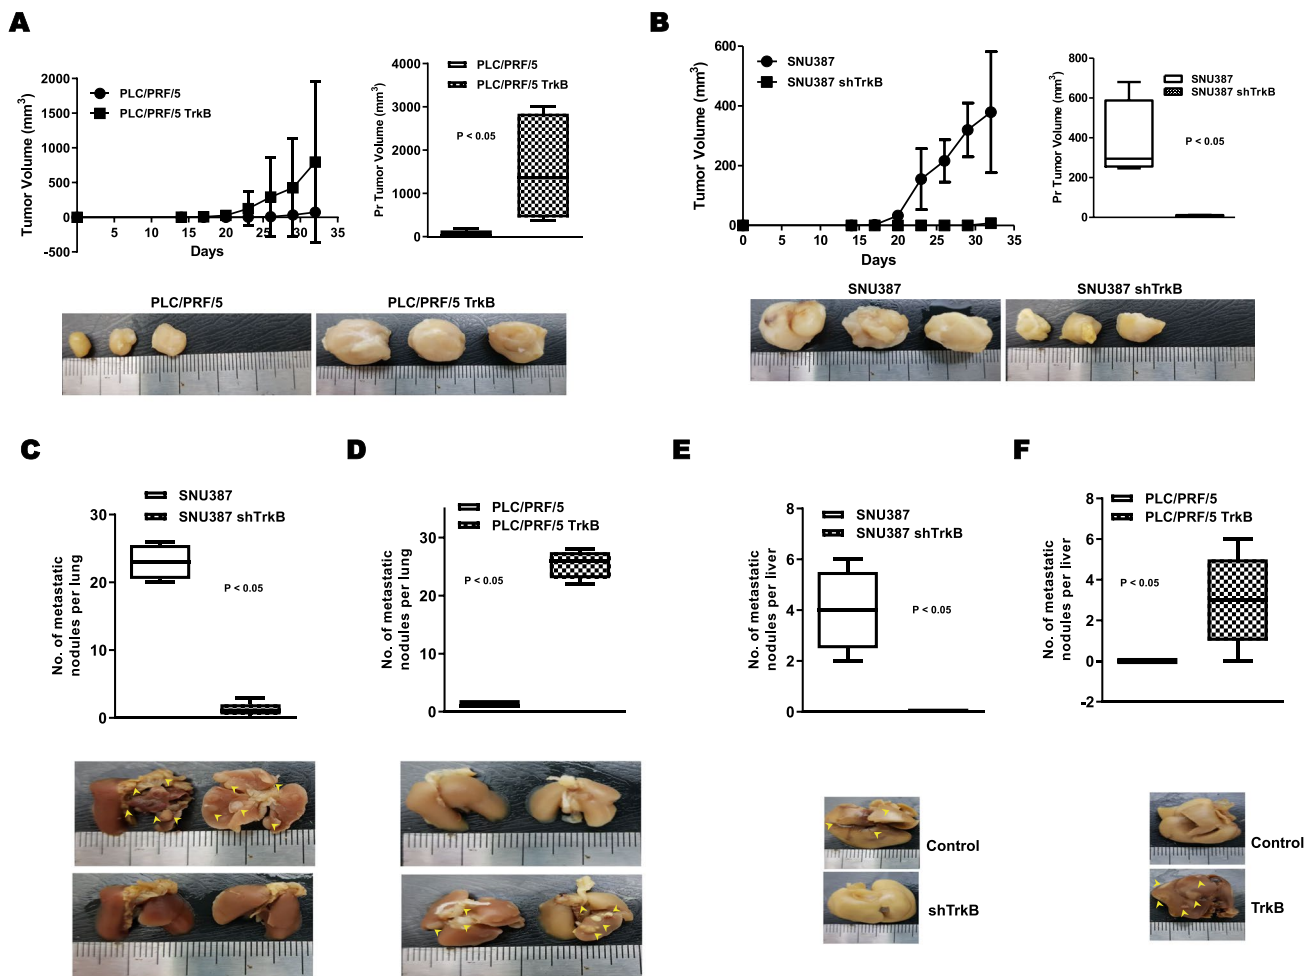 A
Tumor Volume (mm3)
2000
1500
1000
500
0
-500
5
10
15
20
25
30
35
Days
PLC/PRF/5
PLC/PRF/5 TrkB
Pr Tumor Volume (mm3)
4000
3000
2000
1000
0
PLC/PRF/5
PLC/PRF/5 TrkB
P < 0.05
PLC/PRF/5
PLC/PRF/5 TrkB
B
Tumor Volume (mm3)
600
400
200
0
0
5
10
15
20
25
30
35
Days
SNU387
SNU387 shTrkB
Pr Tumor Volume (mm3)
800
600
400
200
0
SNU387
SNU387 shTrkB
P < 0.05
SNU387
SNU387 shTrkB
C
SNU387
SNU387 shTrkB
No. of metastatic
nodules per lung
30
20
10
0
P < 0.05
D
PLC/PRF/5
PLC/PRF/5 TrkB
No. of metastatic
nodules per lung
30
20
10
0
P < 0.05
E
SNU387
SNU387 shTrkB
No. of metastatic
nodules per liver
8
6
4
2
0
P < 0.05
Control
shTrkB
F
PLC/PRF/5
PLC/PRF/5 TrkB
No. of metastatic
nodules per liver
8
6
4
2
0
-2
P < 0.05
Control
TrkB